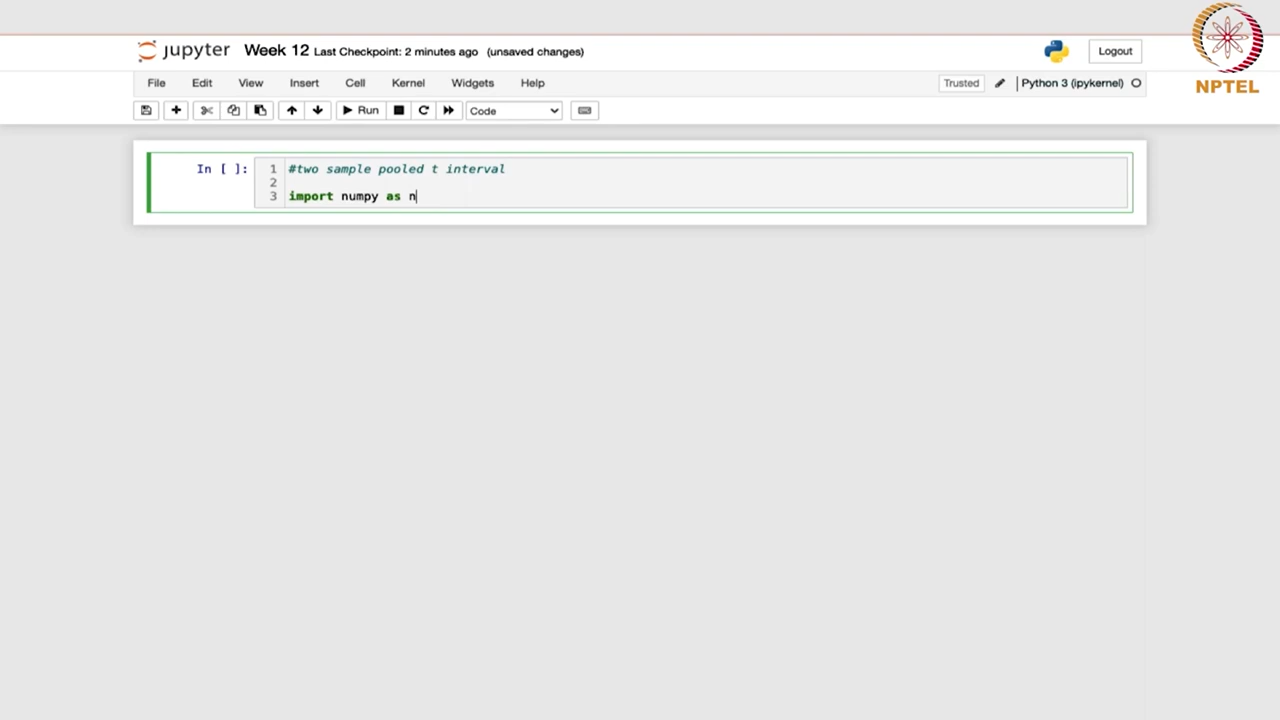 jupyter Week 12 Last Checkpoint: 2 minutes ago (unsaved changes) Logout
NPTEL
File Edit View Insert Cell Kernel Widgets Help Trusted Python 3 (ipykernel)
Run Code
In [ ]: 1 #two sample pooled t interval
2
3 import numpy as n